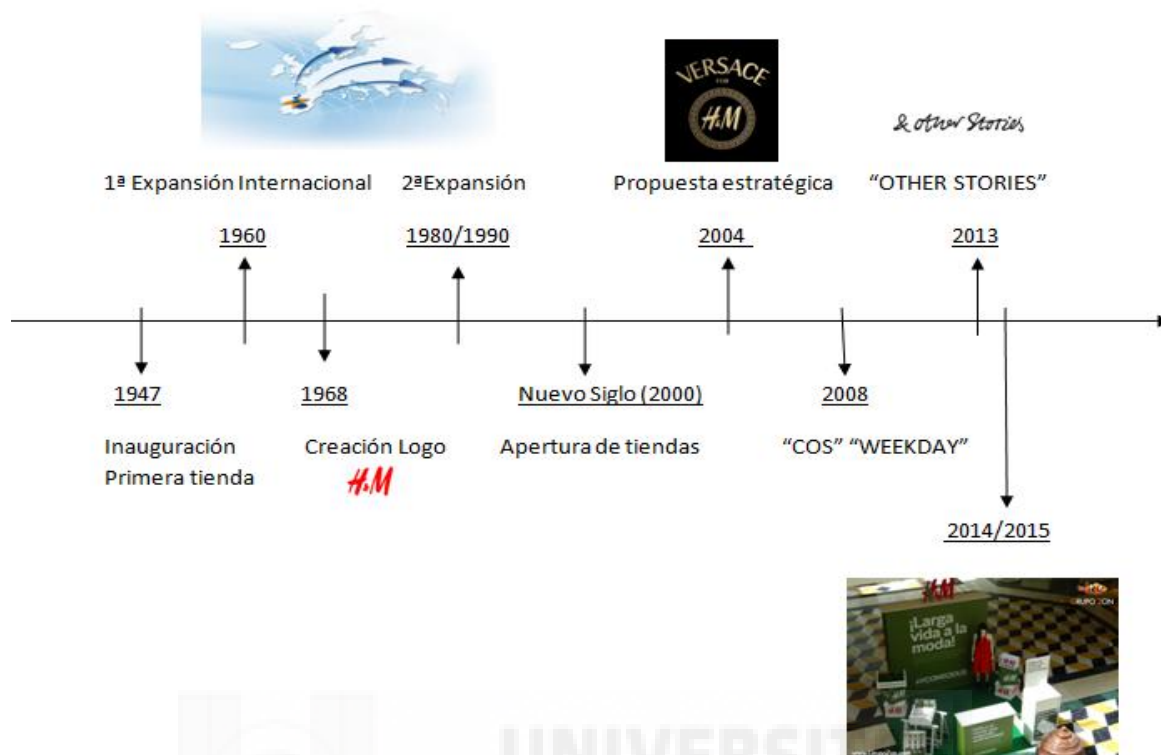 VERSACE
FOR
H&M
& other Stories
1ª Expansión Internacional
2ªExpansión
Propuesta estratégica
“OTHER STORIES”
1960
1980/1990
2004
2013
1947
1968
Nuevo Siglo (2000)
2008
Inauguración
Primera tienda
Creación Logo
H&M
Apertura de tiendas
“COS” “WEEKDAY”
2014/2015
H&M
¡Larga
vida a la
moda!
UNIVERSIT